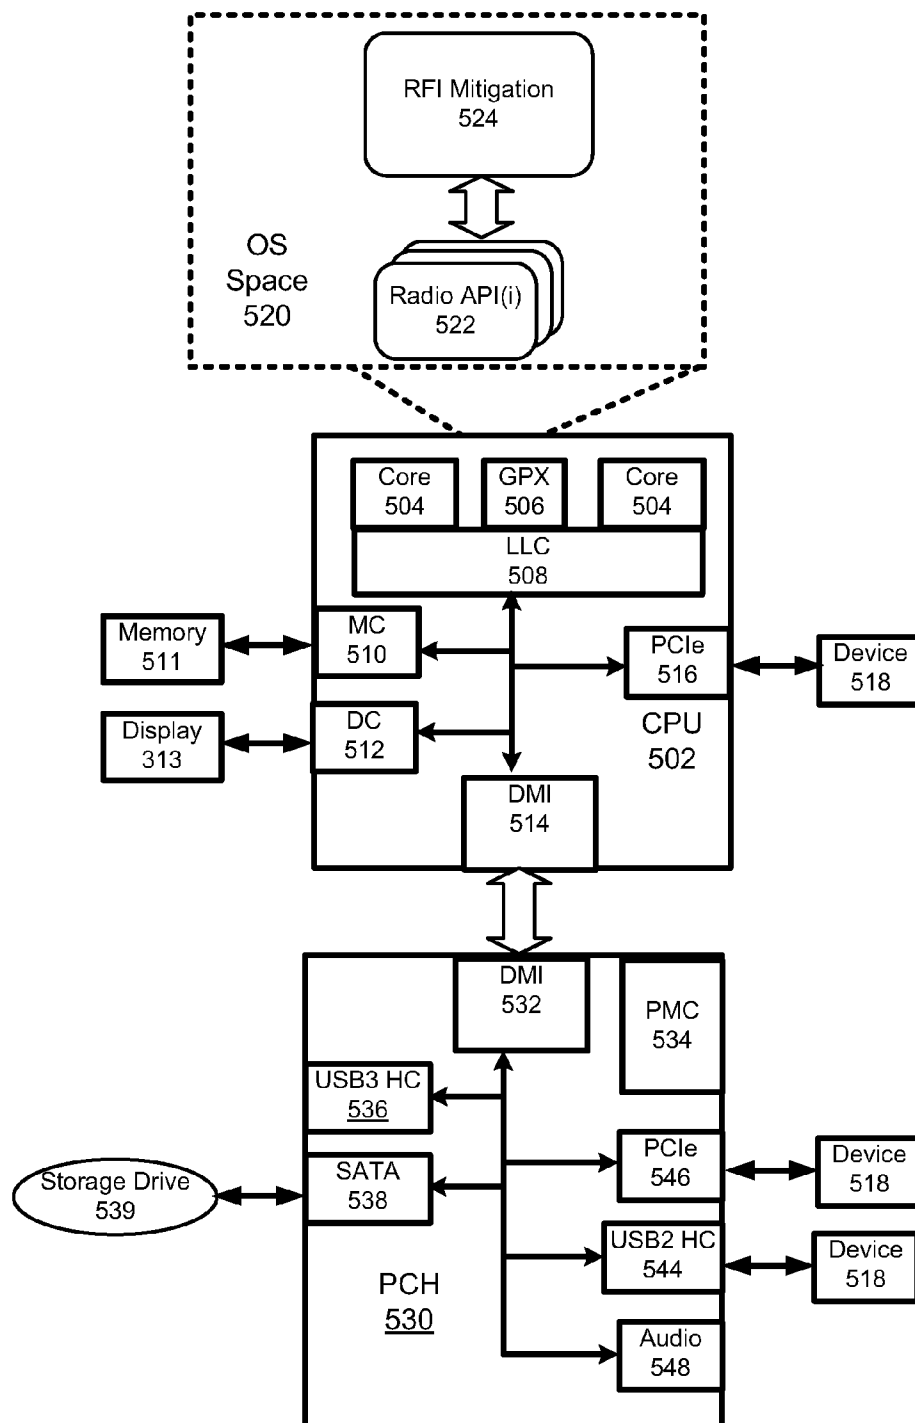 RFI Mitigation
524
OS
Space
520
Radio API(i)
522
Core
504
GPX
506
Core
504
LLC
508
Memory
511
MC
510
PCIe
516
Device
518
Display
313
DC
512
CPU
502
DMI
514
DMI
532
PMC
534
USB3 HC
536
Storage Drive
539
SATA
538
PCIe
546
Device
518
USB2 HC
544
Device
518
PCH
530
Audio
548